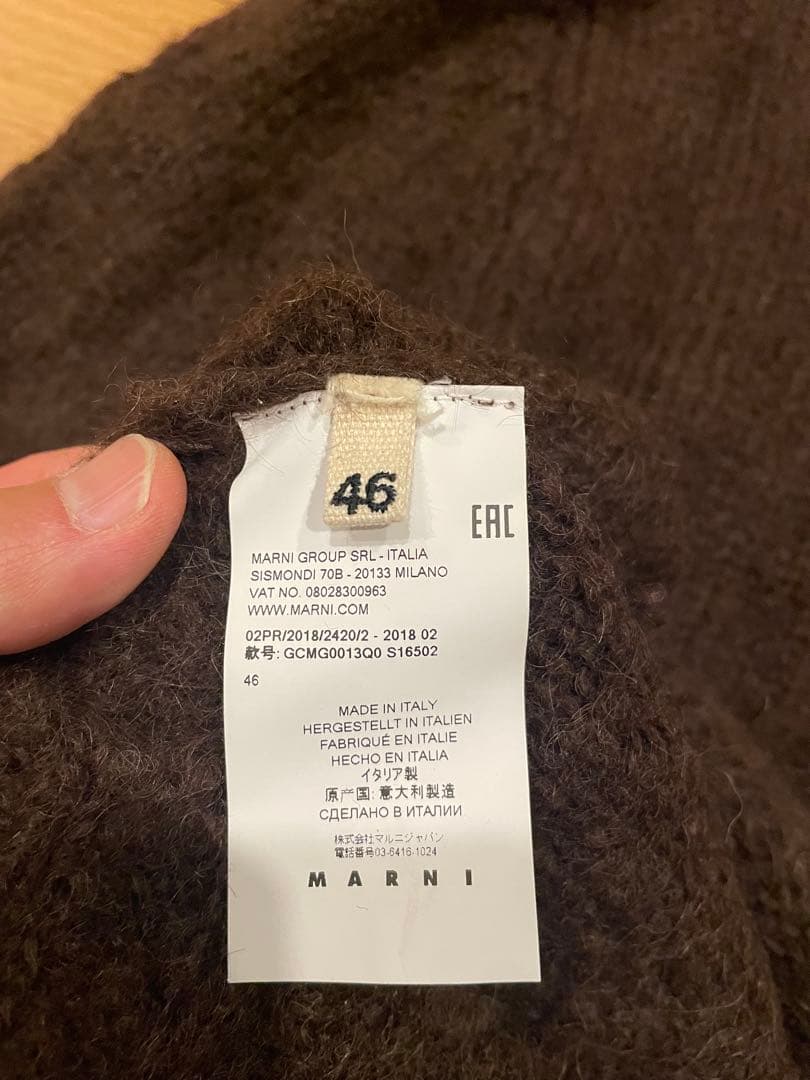 46
EAC
MARNI GROUP SRL - ITALIA
SISMONDI 70B - 20133 MILANO
VAT NO. 08028300963
WWW.MARNI.COM
02PR/2018/2420/2 - 2018 02
款号: GCMG0013Q0 S16502
46
MADE IN ITALY
HERGESTELLT IN ITALIEN
FABRIQUÉ EN ITALIE
HECHO EN ITALIA
イタリア製
原产国: 意大利製造
СДЕЛАНО В ИТАЛИИ
株式会社マルニジャパン
電話番号03-6416-1024
MARNI